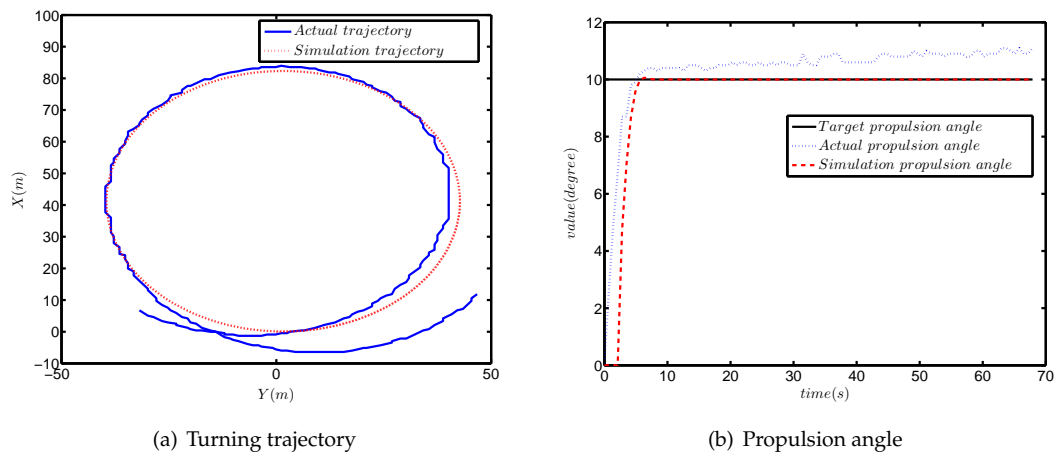 100
90
80
70
60
50
40
30
20
10
0
−10
−50
0
50
X(m)
Y(m)
Actual trajectory
Simulation trajectory
(a) Turning trajectory
12
10
8
6
4
2
0
0
10
20
30
40
50
60
70
value(degree)
time(s)
Target propulsion angle
Actual propulsion angle
Simulation propulsion angle
(b) Propulsion angle